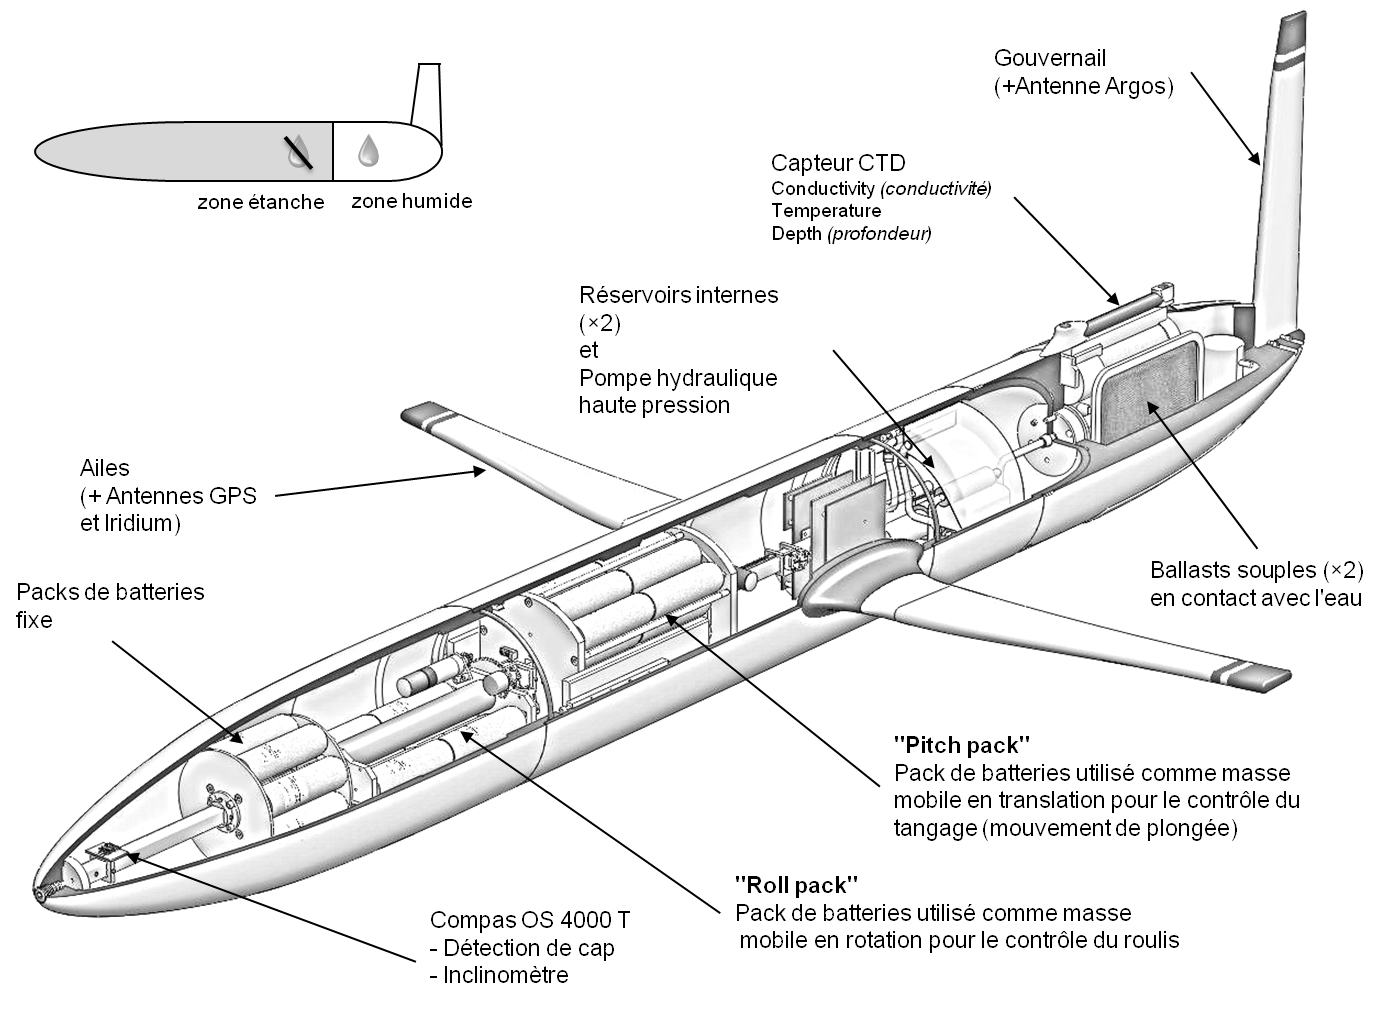 Gouvernail
(+Antenne Argos)
Capteur CTD
Conductivity (conductivité)
Temperature
Depth (profondeur)
zone étanche
zone humide
Réservoirs internes
(×2)
et
Pompe hydraulique
haute pression
Ailes
(+ Antennes GPS
et Iridium)
Packs de batteries
fixe
Ballasts souples (×2)
en contact avec l'eau
"Pitch pack"
Pack de batteries utilisé comme masse
mobile en translation pour le contrôle du
tangage (mouvement de plongée)
"Roll pack"
Pack de batteries utilisé comme masse
mobile en rotation pour le contrôle du roulis
Compas OS 4000 T
- Détection de cap
- Inclinomètre